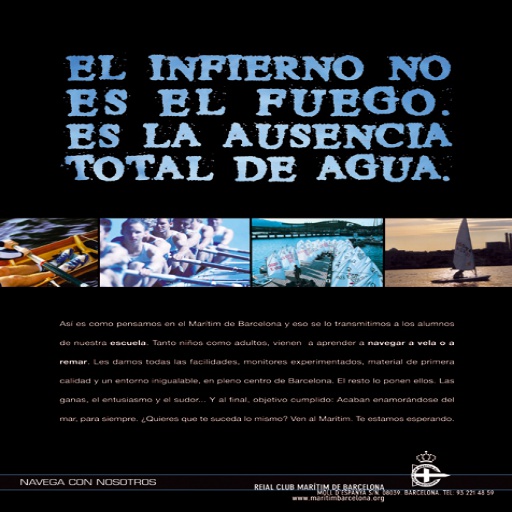 EL INFIERNO NO
ES EL FUEGO.
ES LA AUSENCIA
TOTAL DE AGUA.
Así es como pensamos en el Marítim de Barcelona y eso se lo transmitimos a los alumnos
de nuestra escuela. Tanto niños como adultos, vienen a aprender a navegar a vela o a
remar. Les damos todas las facilidades, monitores experimentados, material de primera
calidad y un entorno inigualable, en pleno centro de Barcelona. El resto lo ponen ellos. Las
ganas, el entusiasmo y el sudor... Y al final, objetivo cumplido: Acaban enamorándose del
mar, para siempre. ¿Quieres que te suceda lo mismo? Ven al Marítim. Te estamos esperando.
NAVEGA CON NOSOTROS
REIAL CLUB MARÍTIM DE BARCELONA
MOLL D'ESPANYA S/N. 08039. BARCELONA. TEL: 93 221 48 59
www.maritimbarcelona.org